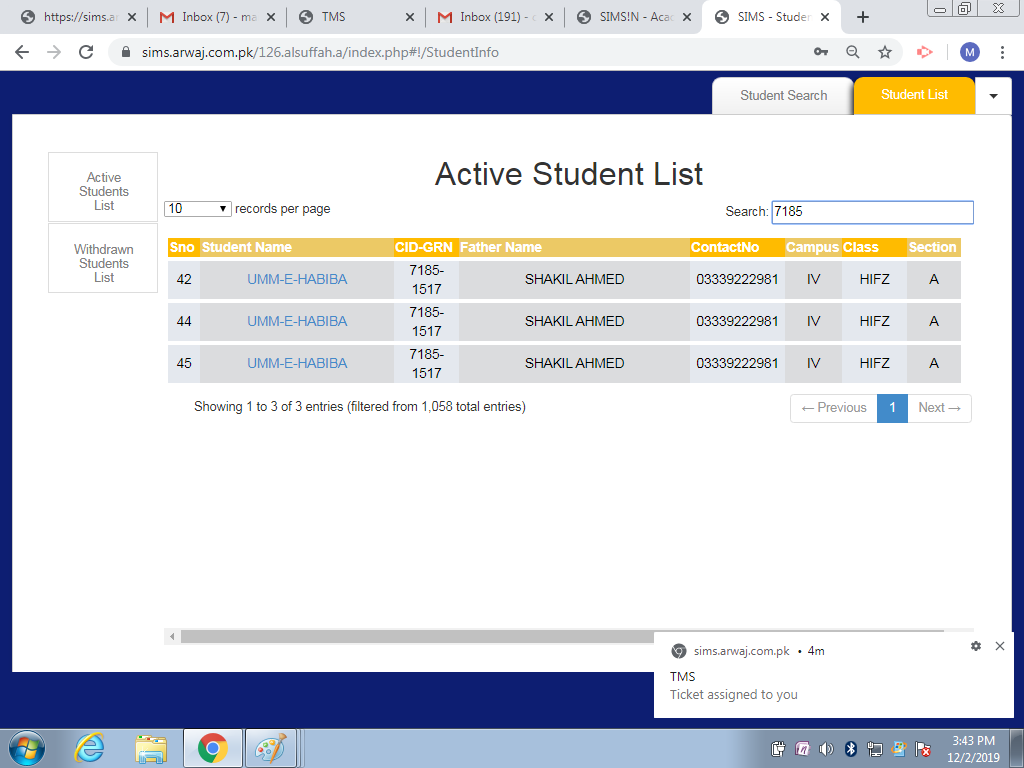 https://sims.ar
Inbox (7) - ma
TMS
Inbox (191) - c
SIMS!N - Acac
SIMS - Studen
sims.arwaj.com.pk/126.alsuffah.a/index.php#!/StudentInfo
M
Student Search
Student List
Active Students List
Withdrawn Students List
Active Student List
10 records per page
Search: 7185
Sno Student Name CID-GRN Father Name ContactNo Campus Class Section
42 UMM-E-HABIBA 7185-1517 SHAKIL AHMED 03339222981 IV HIFZ A
44 UMM-E-HABIBA 7185-1517 SHAKIL AHMED 03339222981 IV HIFZ A
45 UMM-E-HABIBA 7185-1517 SHAKIL AHMED 03339222981 IV HIFZ A
Showing 1 to 3 of 3 entries (filtered from 1,058 total entries)
← Previous 1 Next →
sims.arwaj.com.pk • 4m
TMS
Ticket assigned to you
3:43 PM
12/2/2019